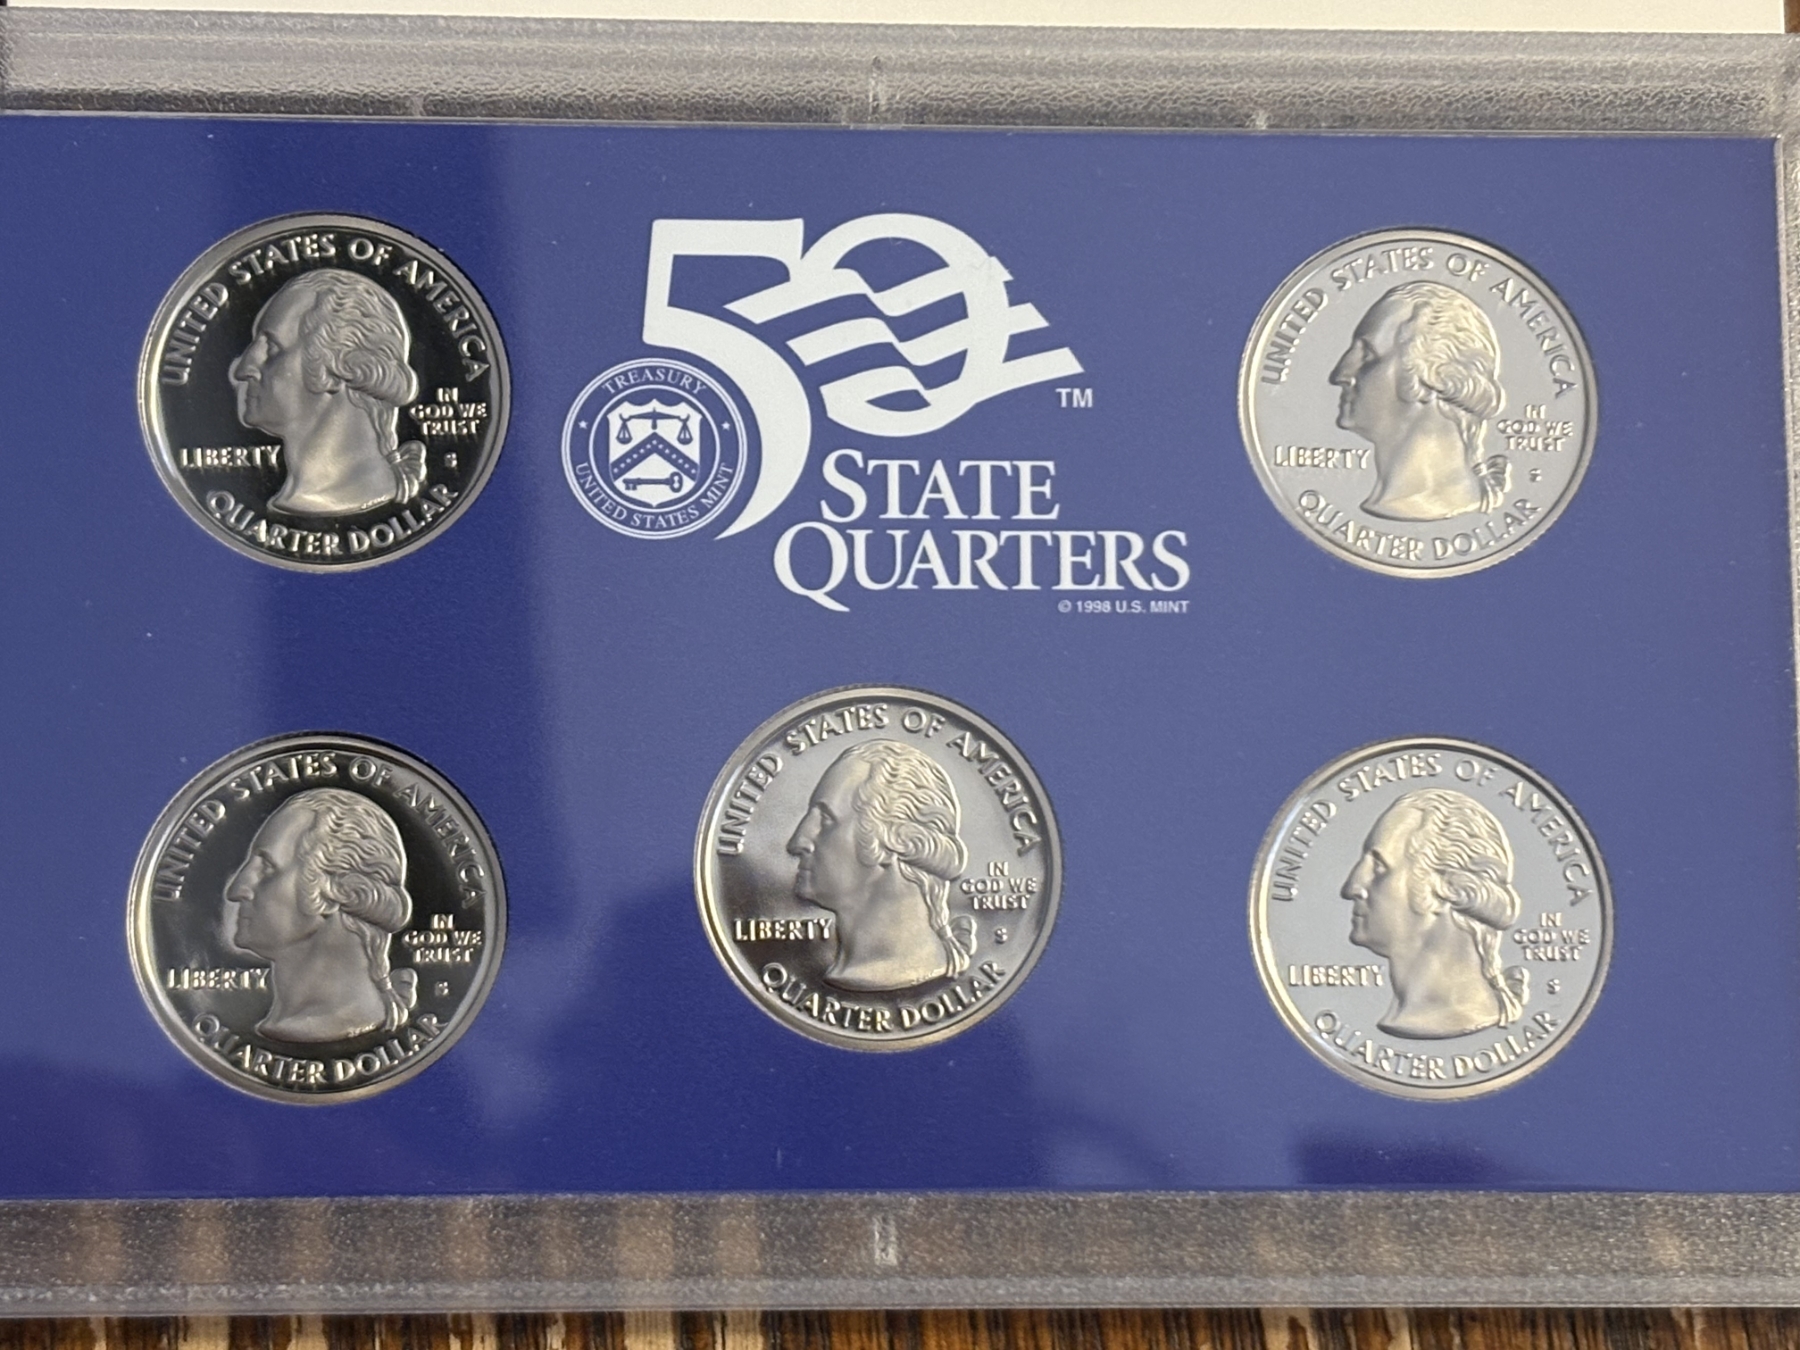 UNITED STATES OF AMERICA
IN
GOD WE
TRUST
LIBERTY
S
QUARTER DOLLAR
50
TM
TREASURY
UNITED STATES MINT
STATE
QUARTERS
© 1998 U.S. MINT
UNITED STATES OF AMERICA
IN
GOD WE
TRUST
LIBERTY
S
QUARTER DOLLAR
UNITED STATES OF AMERICA
IN
GOD WE
TRUST
LIBERTY
S
QUARTER DOLLAR
UNITED STATES OF AMERICA
IN
GOD WE
TRUST
LIBERTY
S
QUARTER DOLLAR
UNITED STATES OF AMERICA
IN
GOD WE
TRUST
LIBERTY
S
QUARTER DOLLAR